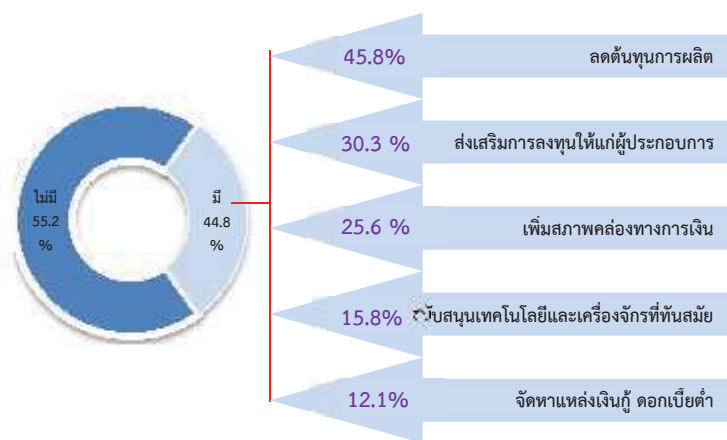 45.8% ลดต้นทุนการผลิต
30.3 % ส่งเสริมการลงทุนให้แก่ผู้ประกอบการ
ไม่มี
55.2
%
มี
44.8
%
25.6 % เพิ่มสภาพคล่องทางการเงิน
15.8% สนุนเทคโนโลยีและเครื่องจักรที่ทันสมัย
12.1% จัดหาแหล่งเงินกู้ ดอกเบี้ยต่ำ